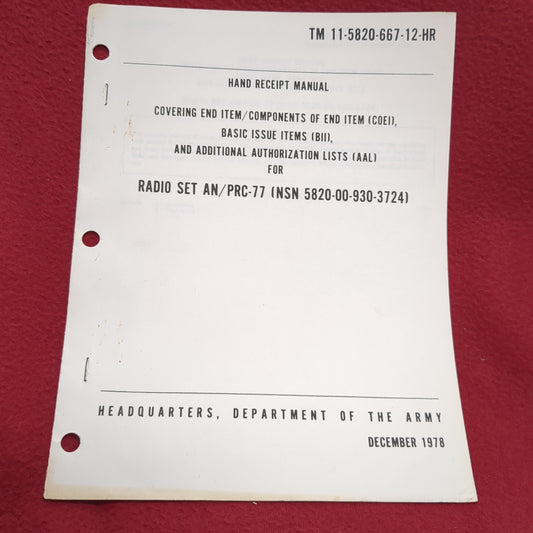 TM 11-5820-667-12-HR
HAND RECEIPT MANUAL
COVERING END ITEM/COMPONENTS OF END ITEM (COEI),
BASIC ISSUE ITEMS (BII),
AND ADDITIONAL AUTHORIZATION LISTS (AAL)
FOR
RADIO SET AN/PRC-77 (NSN 5820-00-930-3724)
HEADQUARTERS, DEPARTMENT OF THE ARMY
DECEMBER 1978